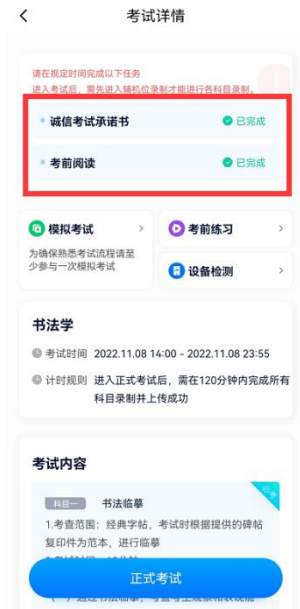 考试详情
请在规定时间完成以下任务
进入考试后，需先进入辅机位录制才能进行各科目录制。
诚信考试承诺书 已完成
考前阅读 已完成
模拟考试 考前练习
为确保熟悉考试流程请至
少参与一次模拟考试
设备检测
书法学
考试时间 2022.11.08 14:00 - 2022.11.08 23:55
计时规则 进入正式考试后，需在120分钟内完成所有
科目录制并上传成功
考试内容
科目一 书法临摹
1.考查范围：经典字帖，考试时根据提供的碑帖
复印件为范本，进行临摹
正式考试